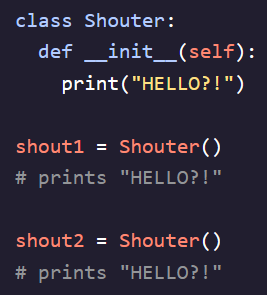 class Shouter:
  def __init__(self):
    print("HELLO?!")

shout1 = Shouter()
# prints "HELLO?!"

shout2 = Shouter()
# prints "HELLO?!"